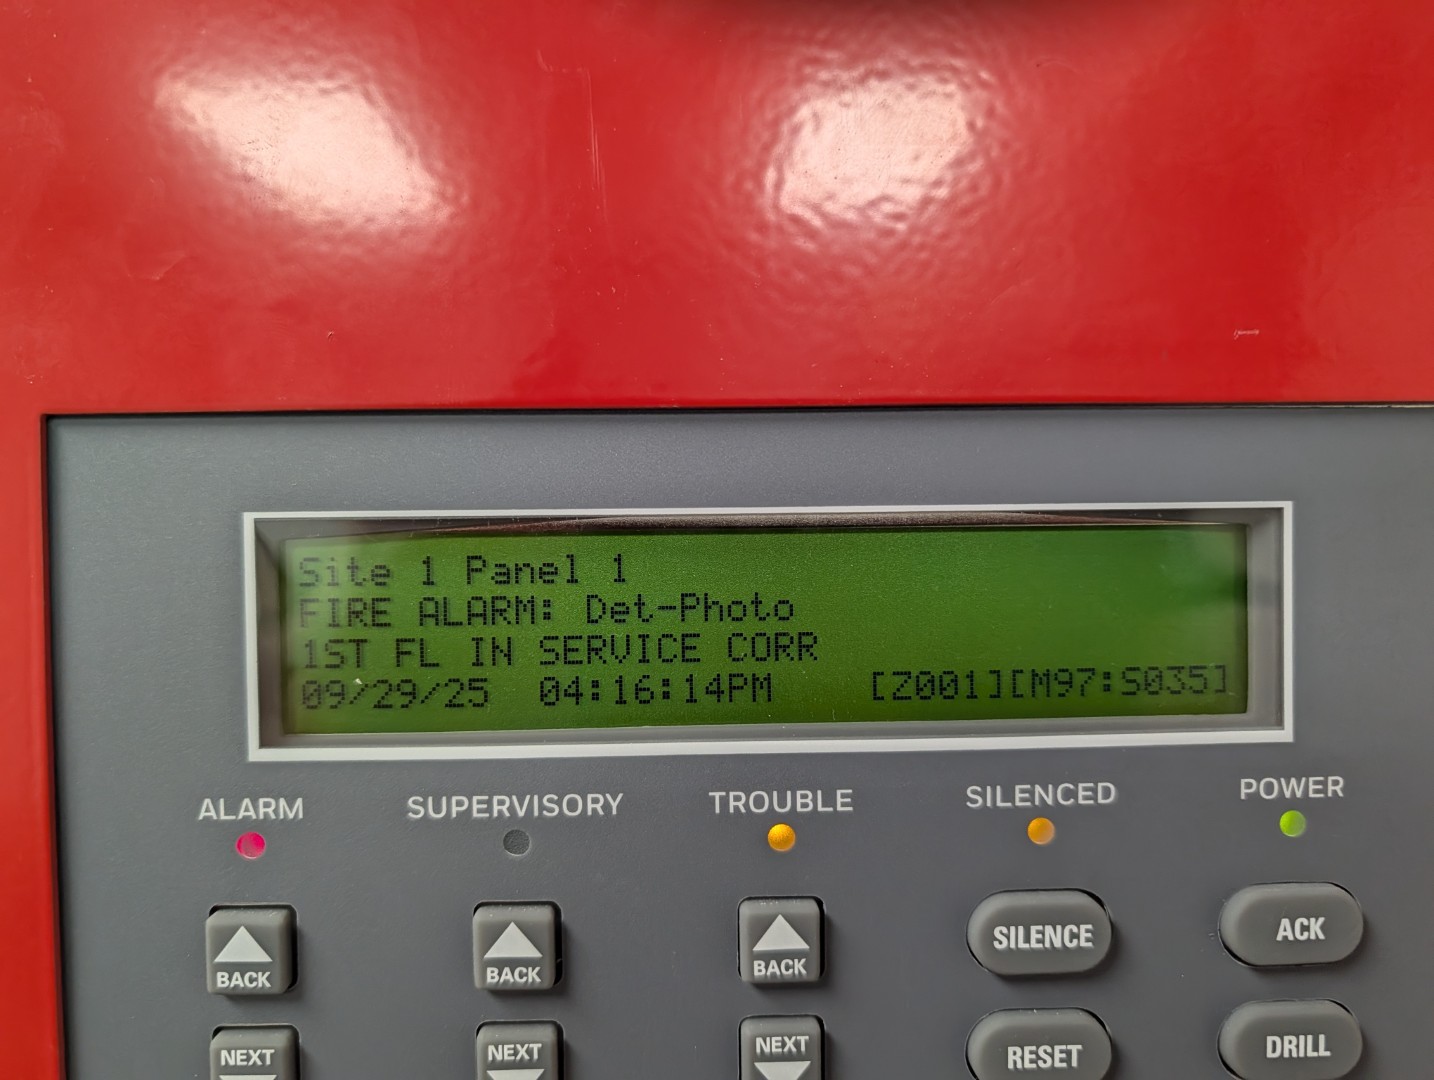 Site 1 Panel 1
FIRE ALARM: Det-Photo
1ST FL IN SERVICE CORR
09/29/25 04:16:14PM [Z001][M97:S035]
ALARM SUPERVISORY TROUBLE SILENCED POWER
BACK BACK BACK SILENCE ACK
NEXT NEXT NEXT RESET DRILL